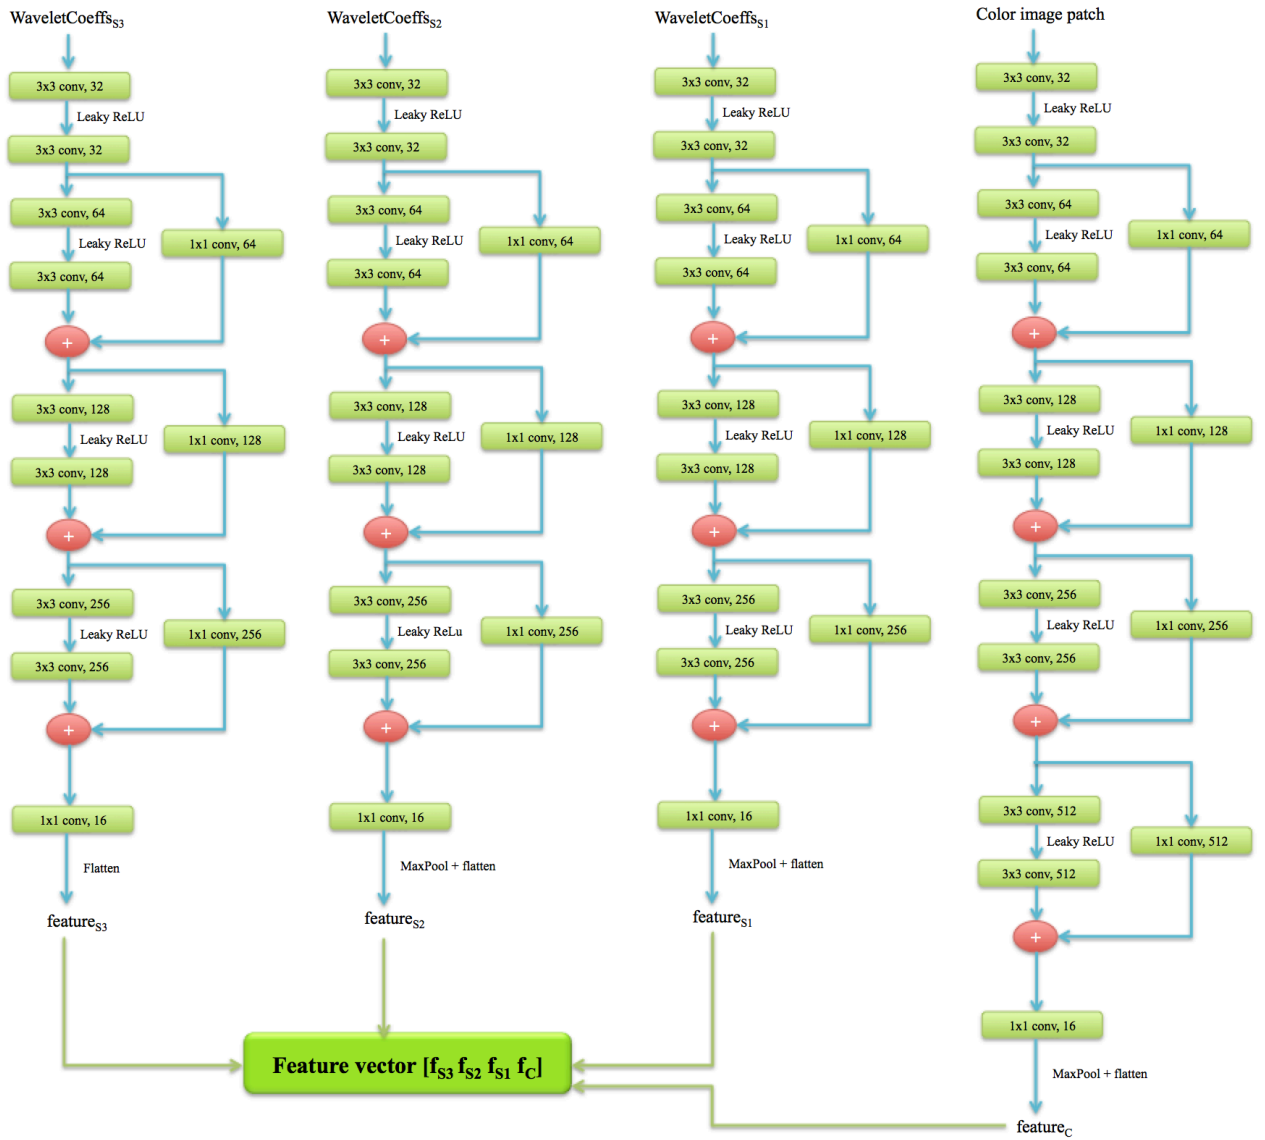 WaveletCoeffsS3
3x3 conv, 32
Leaky ReLU
3x3 conv, 32
3x3 conv, 64
Leaky ReLU
1x1 conv, 64
3x3 conv, 64
+
3x3 conv, 128
Leaky ReLU
1x1 conv, 128
3x3 conv, 128
+
3x3 conv, 256
Leaky ReLU
1x1 conv, 256
3x3 conv, 256
+
1x1 conv, 16
Flatten
featureS3
WaveletCoeffsS2
3x3 conv, 32
Leaky ReLU
3x3 conv, 32
3x3 conv, 64
Leaky ReLU
1x1 conv, 64
3x3 conv, 64
+
3x3 conv, 128
Leaky ReLU
1x1 conv, 128
3x3 conv, 128
+
3x3 conv, 256
Leaky ReLu
1x1 conv, 256
3x3 conv, 256
+
1x1 conv, 16
MaxPool + flatten
featureS2
WaveletCoeffsS1
3x3 conv, 32
Leaky ReLU
3x3 conv, 32
3x3 conv, 64
Leaky ReLU
1x1 conv, 64
3x3 conv, 64
+
3x3 conv, 128
Leaky ReLU
1x1 conv, 128
3x3 conv, 128
+
3x3 conv, 256
Leaky ReLU
1x1 conv, 256
3x3 conv, 256
+
1x1 conv, 16
MaxPool + flatten
featureS1
Color image patch
3x3 conv, 32
Leaky ReLU
3x3 conv, 32
3x3 conv, 64
Leaky ReLU
1x1 conv, 64
3x3 conv, 64
+
3x3 conv, 128
Leaky ReLU
1x1 conv, 128
3x3 conv, 128
+
3x3 conv, 256
Leaky ReLU
1x1 conv, 256
3x3 conv, 256
+
3x3 conv, 512
Leaky ReLU
1x1 conv, 512
3x3 conv, 512
+
1x1 conv, 16
MaxPool + flatten
featureC
Feature vector [fS3 fS2 fS1 fC]